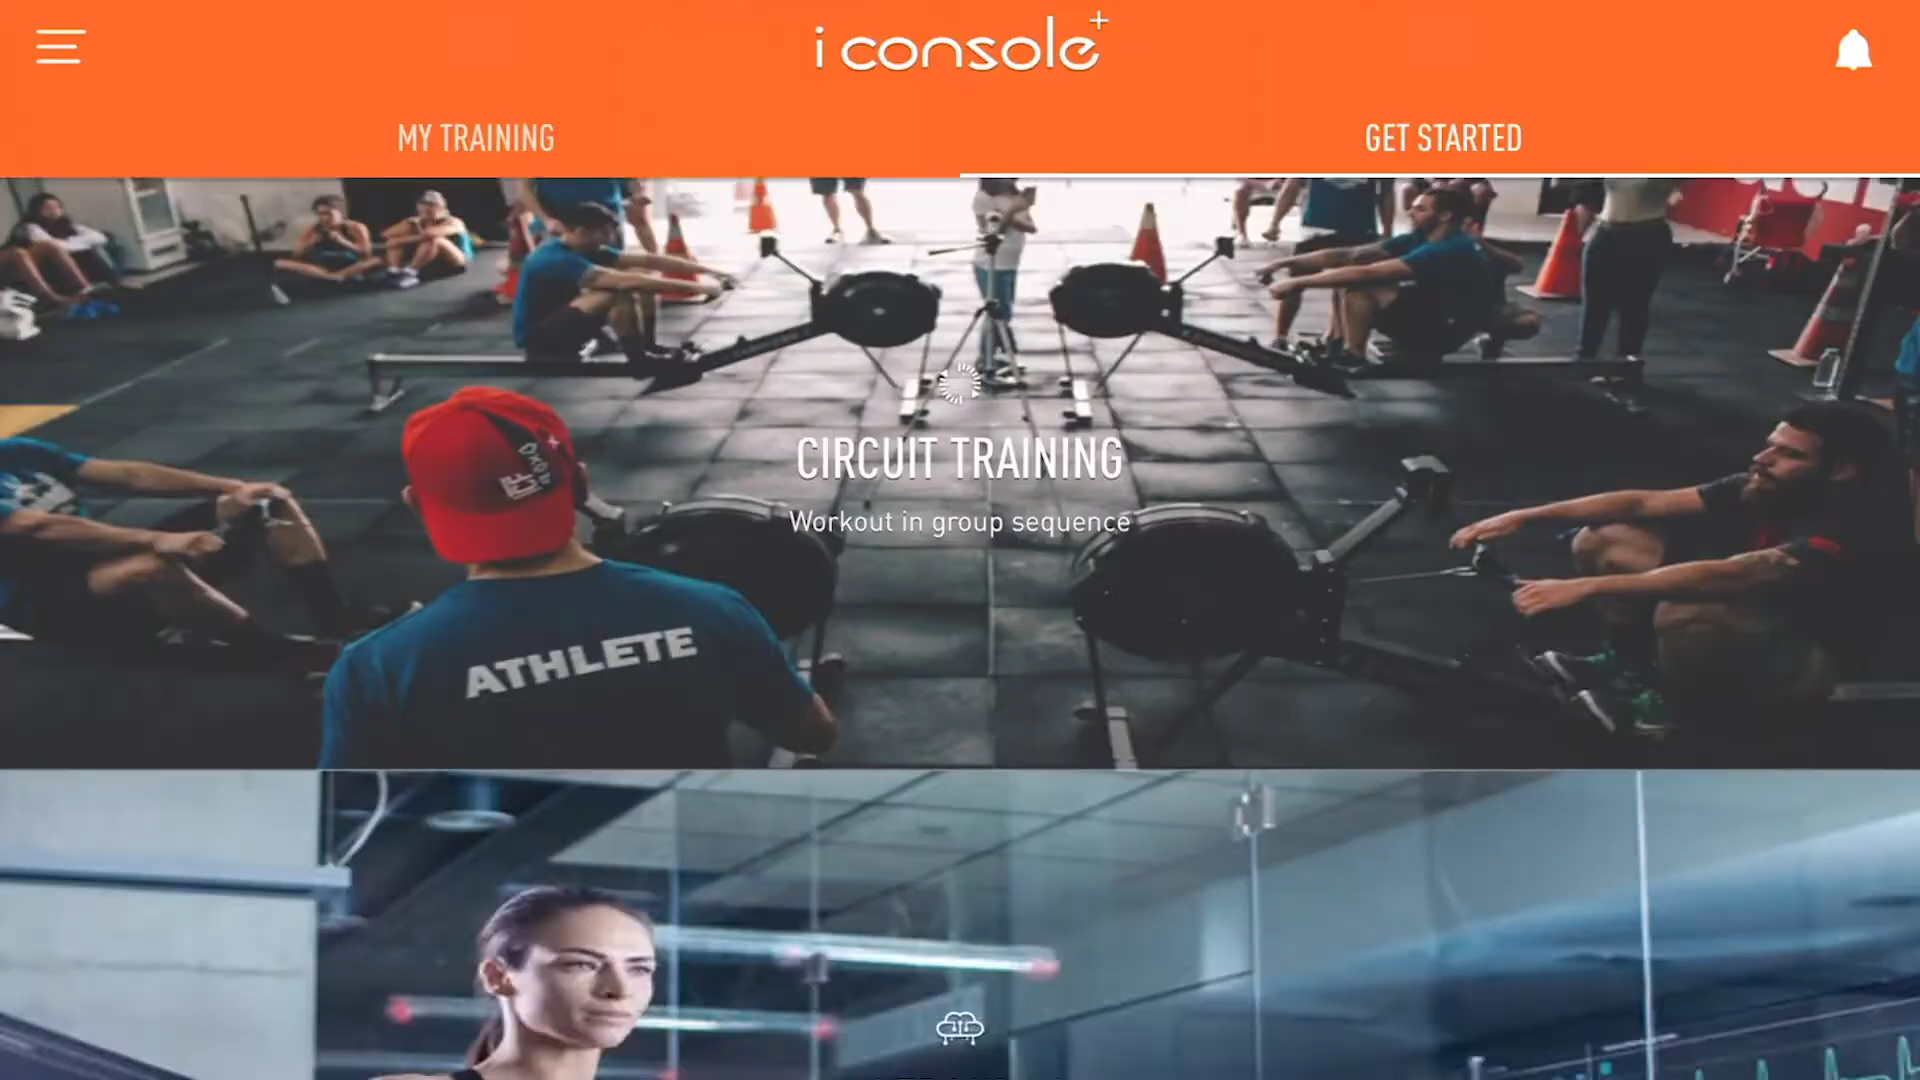 i console+
MY TRAINING
GET STARTED
CIRCUIT TRAINING
Workout in group sequence
ATHLETE